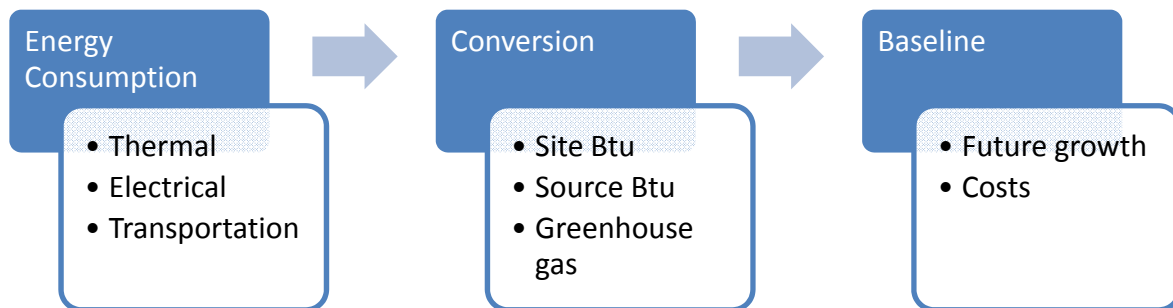 Energy
Consumption
• Thermal
• Electrical
• Transportation
Conversion
• Site Btu
• Source Btu
• Greenhouse
gas
Baseline
• Future growth
• Costs